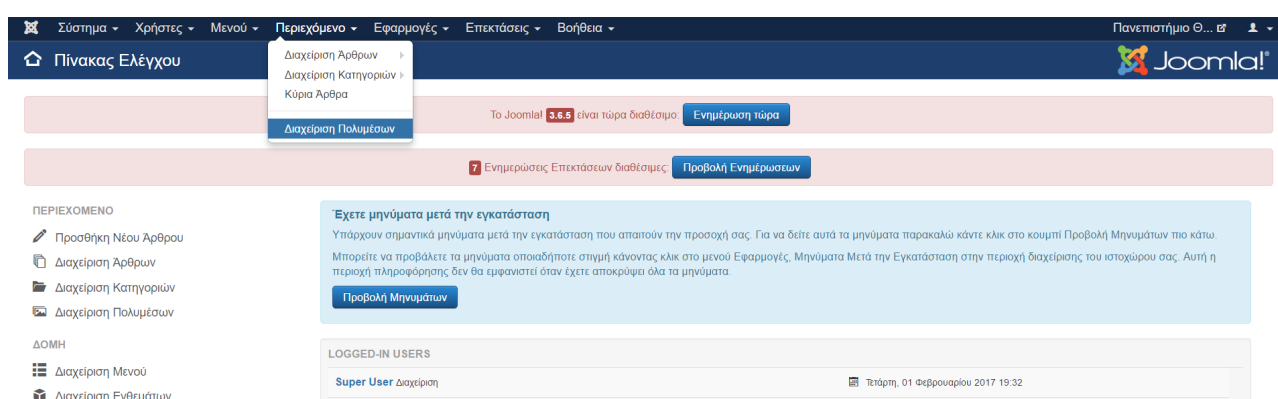 Σύστημα Χρήστες Μενού Περιεχόμενο Εφαρμογές Επεκτάσεις Βοήθεια Πανεπιστήμιο Θ...
Πίνακας Ελέγχου Joomla!
Διαχείριση Άρθρων
Διαχείριση Κατηγοριών
Κύρια Άρθρα
Διαχείριση Πολυμέσων
Το Joomla! 3.6.5 είναι τώρα διαθέσιμο: Ενημέρωση τώρα
7 Ενημερώσεις Επεκτάσεων διαθέσιμες: Προβολή Ενημέρωσεων
ΠΕΡΙΕΧΟΜΕΝΟ
Προσθήκη Νέου Άρθρου
Διαχείριση Άρθρων
Διαχείριση Κατηγοριών
Διαχείριση Πολυμέσων
ΔΟΜΗ
Διαχείριση Μενού
Διαχείριση Ενθεμάτων
Έχετε μηνύματα μετά την εγκατάσταση
Υπάρχουν σημαντικά μηνύματα μετά την εγκατάσταση που απαιτούν την προσοχή σας. Για να δείτε αυτά τα μηνύματα παρακαλώ κάντε κλικ στο κουμπί Προβολή Μηνυμάτων πιο κάτω.
Μπορείτε να προβάλετε τα μηνύματα οποιαδήποτε στιγμή κάνοντας κλικ στο μενού Εφαρμογές, Μηνύματα Μετά την Εγκατάσταση στην περιοχή διαχείρισης του ιστοχώρου σας. Αυτή η
περιοχή πληροφόρησης δεν θα εμφανιστεί όταν έχετε αποκρύψει όλα τα μηνύματα.
Προβολή Μηνυμάτων
LOGGED-IN USERS
Super User Διαχείριση Τετάρτη, 01 Φεβρουαρίου 2017 19:32